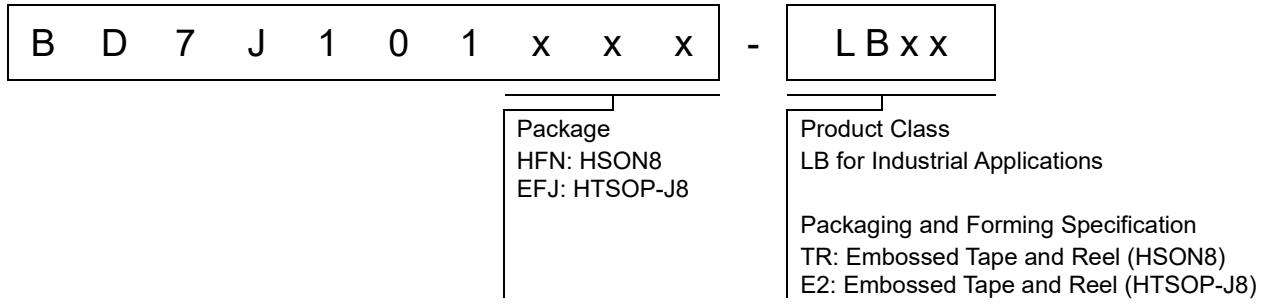 B D 7 J 1 0 1 x x x - L B x x
Package
HFN: HSON8
EFJ: HTSOP-J8
Product Class
LB for Industrial Applications
Packaging and Forming Specification
TR: Embossed Tape and Reel (HSON8)
E2: Embossed Tape and Reel (HTSOP-J8)